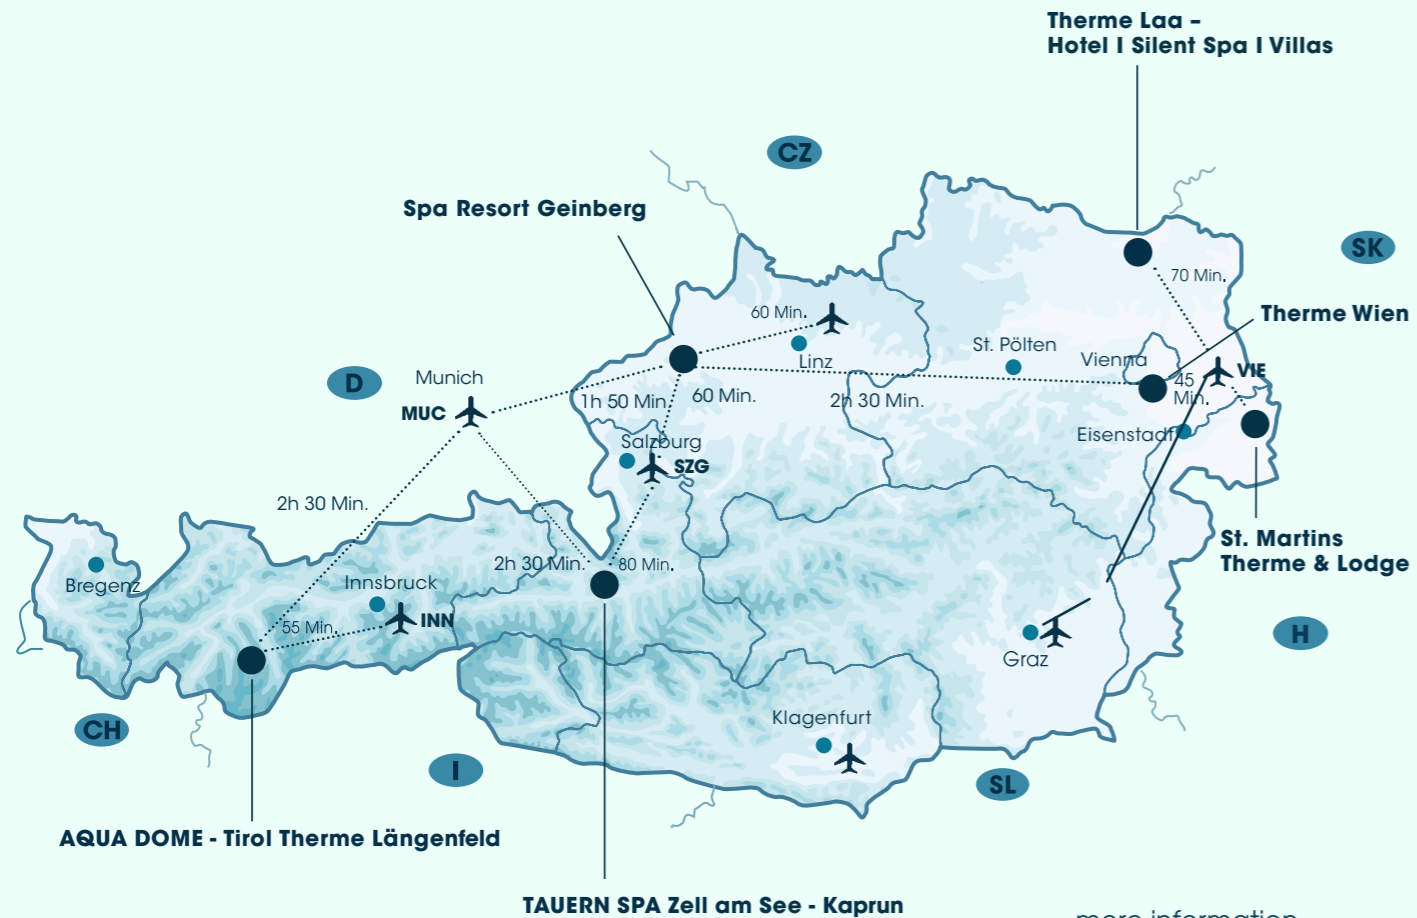 Therme Laa –
Hotel I Silent Spa I Villas
CZ
Spa Resort Geinberg
SK
70 Min.
60 Min.
Therme Wien
Linz
St. Pölten
Vienna
D
Munich
MUC
1h 50 Min.
60 Min.
2h 30 Min.
45
Min.
VIE
Salzburg
SZG
Eisenstadt
2h 30 Min.
St. Martins
Therme & Lodge
2h 30 Min.
80 Min.
Bregenz
Innsbruck
INN
55 Min.
H
Graz
CH
Klagenfurt
I
SL
AQUA DOME - Tirol Therme Längenfeld
TAUERN SPA Zell am See - Kaprun
more information